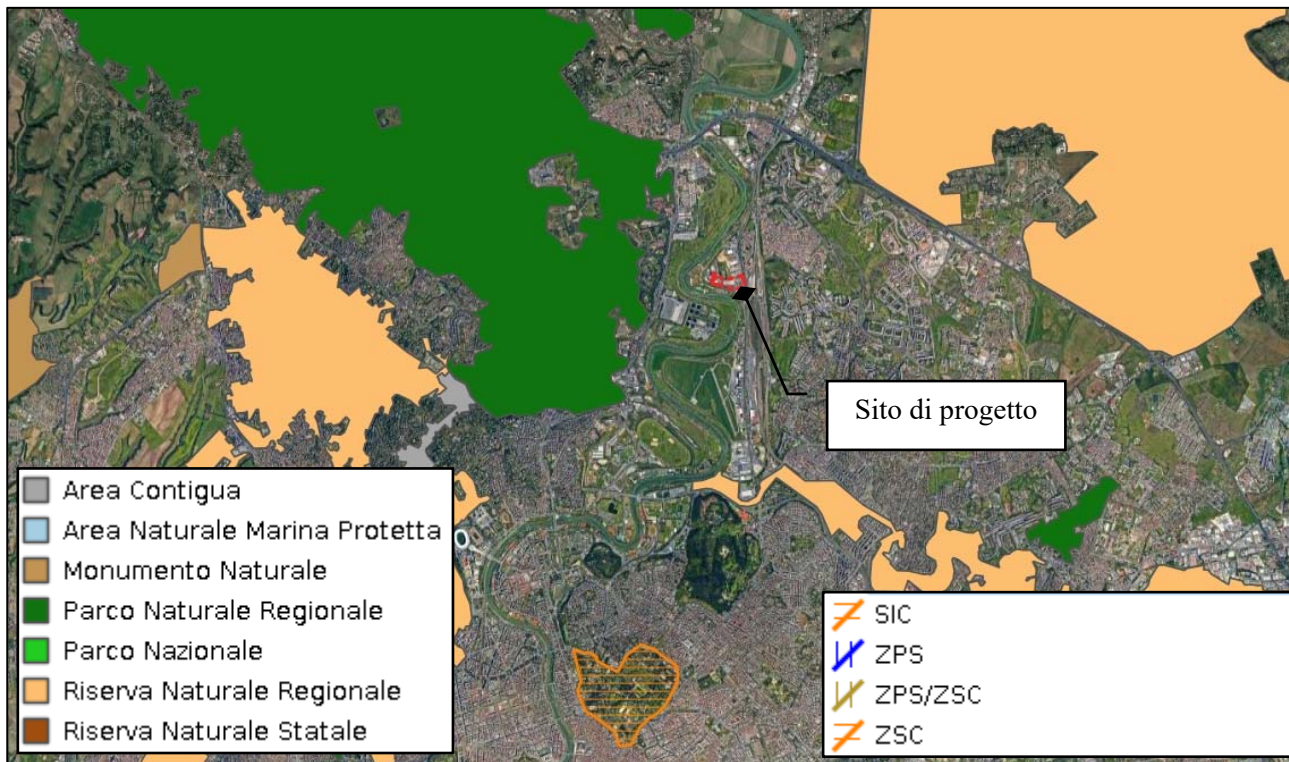 Sito di progetto
Area Contigua
Area Naturale Marina Protetta
Monumento Naturale
Parco Naturale Regionale
Parco Nazionale
Riserva Naturale Regionale
Riserva Naturale Statale
SIC
ZPS
ZPS/ZSC
ZSC